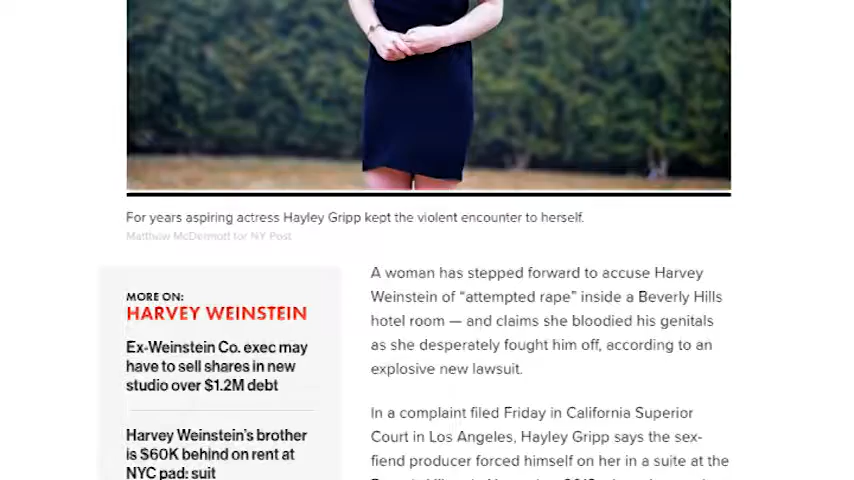 For years aspiring actress Hayley Gripp kept the violent encounter to herself.
Matthew McDermott for NY Post
MORE ON:
HARVEY WEINSTEIN
Ex-Weinstein Co. exec may
have to sell shares in new
studio over $1.2M debt
Harvey Weinstein's brother
is $60K behind on rent at
NYC pad: suit
A woman has stepped forward to accuse Harvey
Weinstein of “attempted rape” inside a Beverly Hills
hotel room — and claims she bloodied his genitals
as she desperately fought him off, according to an
explosive new lawsuit.
In a complaint filed Friday in California Superior
Court in Los Angeles, Hayley Gripp says the sex-
fiend producer forced himself on her in a suite at the